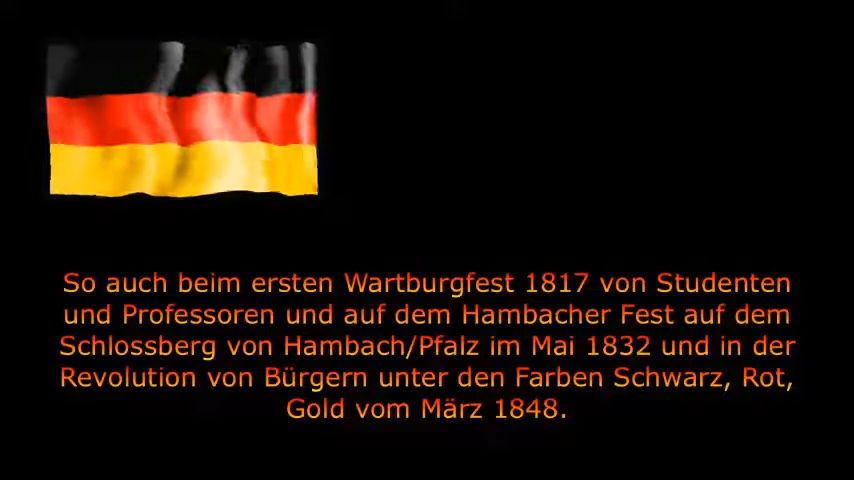 So auch beim ersten Wartburgfest 1817 von Studenten
und Professoren und auf dem Hambacher Fest auf dem
Schlossberg von Hambach/Pfalz im Mai 1832 und in der
Revolution von Bürgern unter den Farben Schwarz, Rot,
Gold vom März 1848.